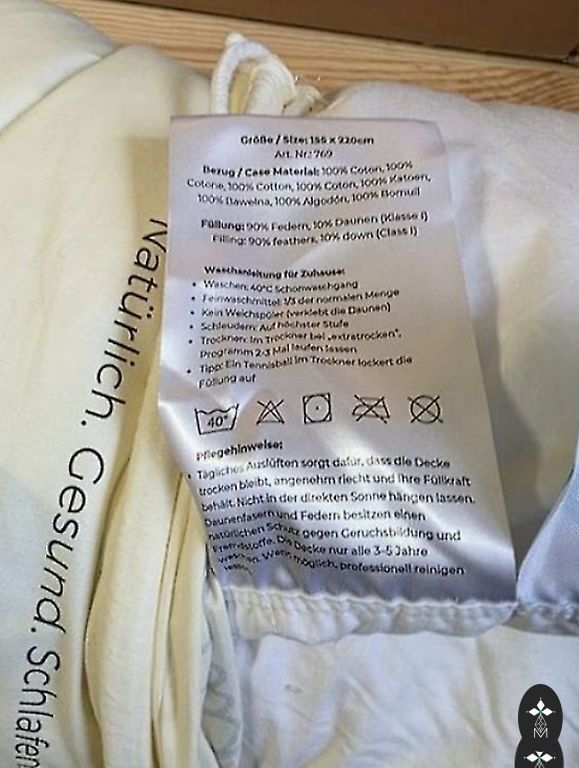 Größe / Size: 155 x 220cm
Art. Nr.: 769
Bezug / Case Material: 100% Coton, 100%
Cotone, 100% Cotton, 100% Coton, 100% Katoen,
100% Bawełna, 100% Algodón, 100% Bomull
Füllung: 90% Federn, 10% Daunen (Klasse I)
Filling: 90% feathers, 10% down (Class I)
Waschanleitung für Zuhause:
• Waschen: 40°C Schonwaschgang
• Feinwaschmittel: 1/3 der normalen Menge
• Kein Weichspüler (verklebt die Daunen)
• Schleudern: Auf höchster Stufe
• Trocknen: Im Trockner bei „extratrocken“,
Programm 2-3 Mal laufen lassen
• Tipp: Ein Tennisball im Trockner lockert die
Füllung auf
40°
Pflegehinweise:
• Tägliches Auslüften sorgt dafür, dass die Decke
trocken bleibt, angenehm riecht und ihre Füllkraft
behält. Nicht in der direkten Sonne hängen lassen.
Daunenfasern und Federn besitzen einen
natürlichen Schutz gegen Geruchsbildung und
Fremdstoffe. Die Decke nur alle 3-5 Jahre
waschen. Wenn möglich, professionell reinigen
Natürlich. Gesund. Schlafen
M